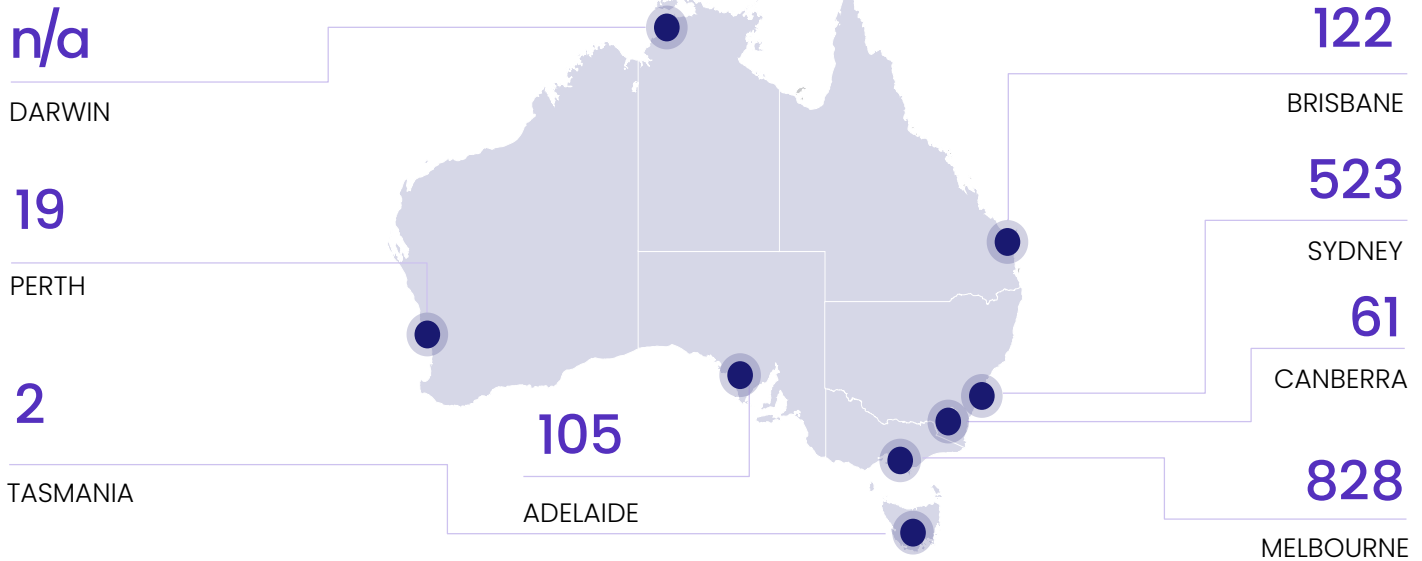 n/a
DARWIN
19
PERTH
2
TASMANIA
105
ADELAIDE
122
BRISBANE
523
SYDNEY
61
CANBERRA
828
MELBOURNE